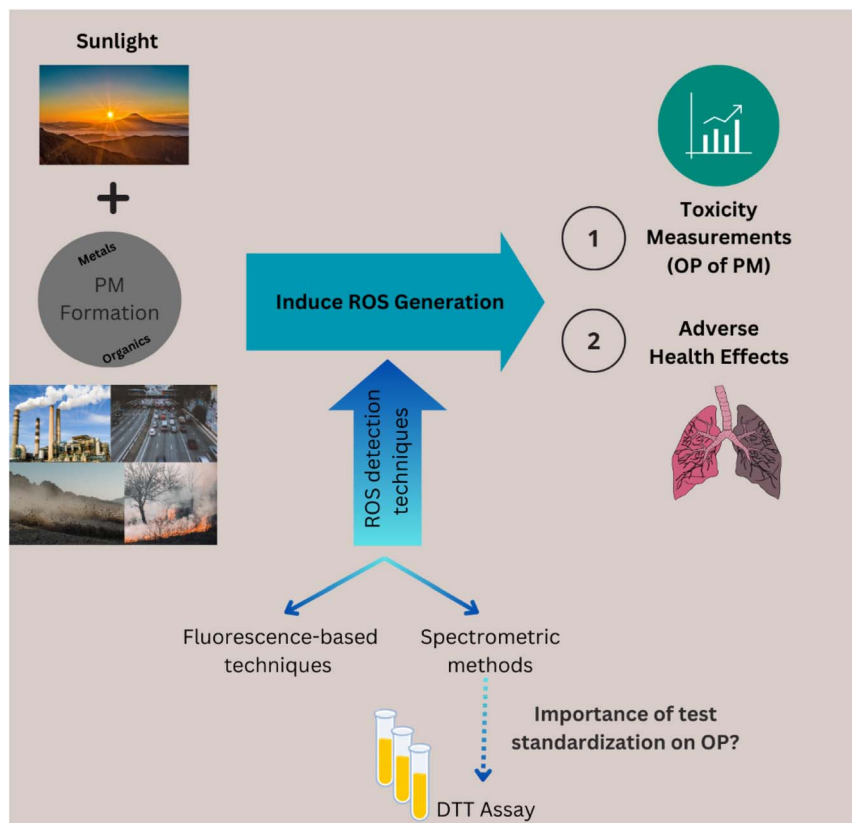 Sunlight
Metals
PM
Formation
Organics
Induce ROS Generation
ROS detection
techniques
1
Toxicity
Measurements
(OP of PM)
2
Adverse
Health Effects
Fluorescence-based
techniques
Spectrometric
methods
Importance of test
standardization on OP?
DTT Assay